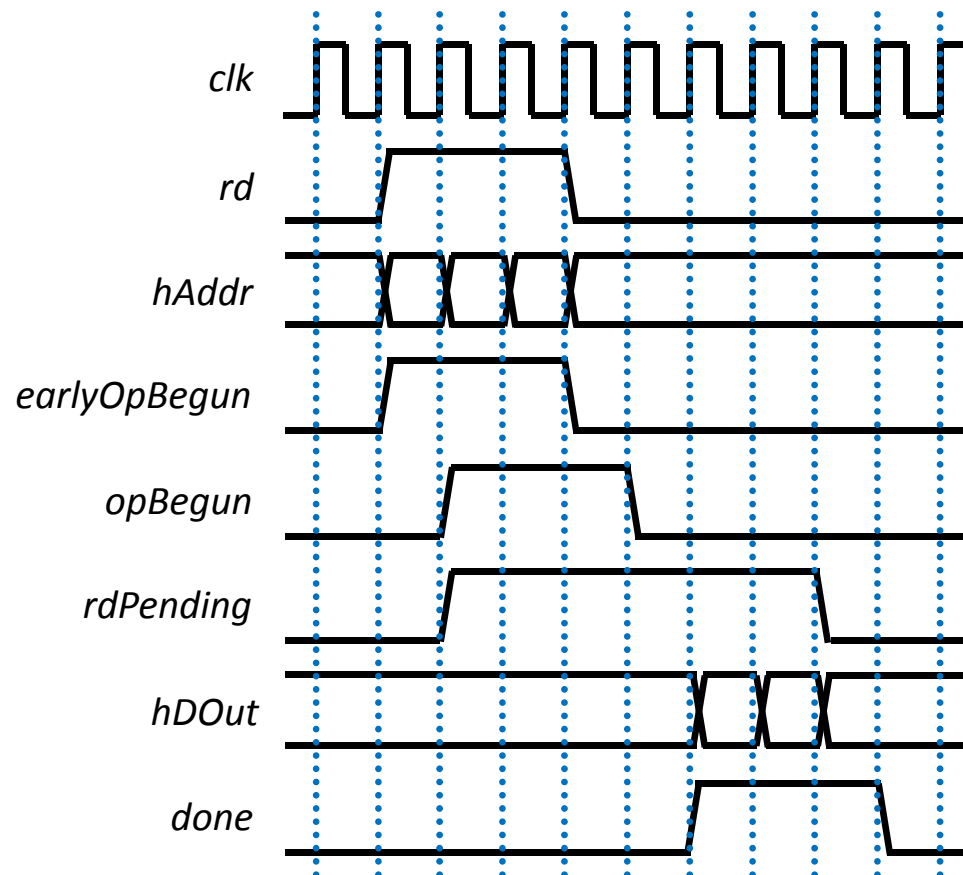 clk
rd
hAddr
earlyOpBegun
opBegun
rdPending
hDOut
done